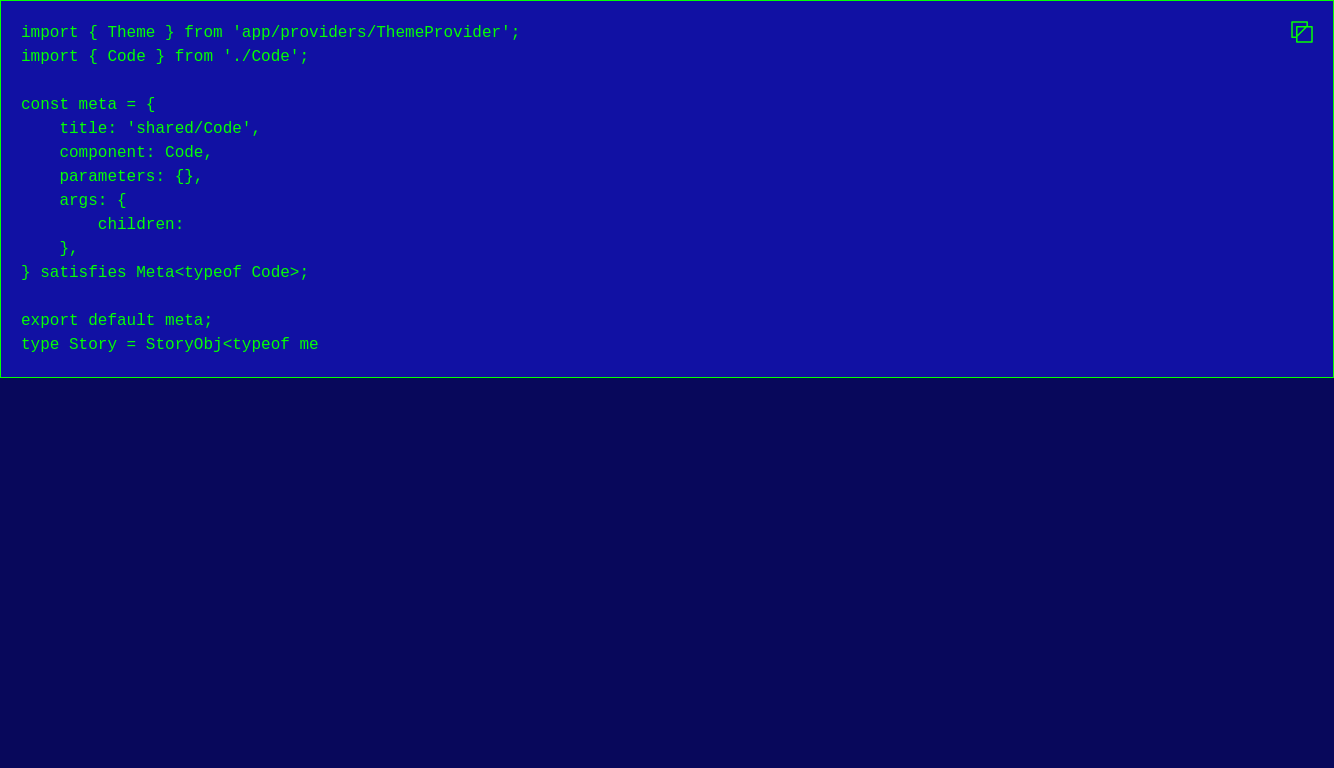 import { Theme } from 'app/providers/ThemeProvider';
import { Code } from './Code';

const meta = {
    title: 'shared/Code',
    component: Code,
    parameters: {},
    args: {
        children:
    },
} satisfies Meta<typeof Code>;

export default meta;
type Story = StoryObj<typeof me